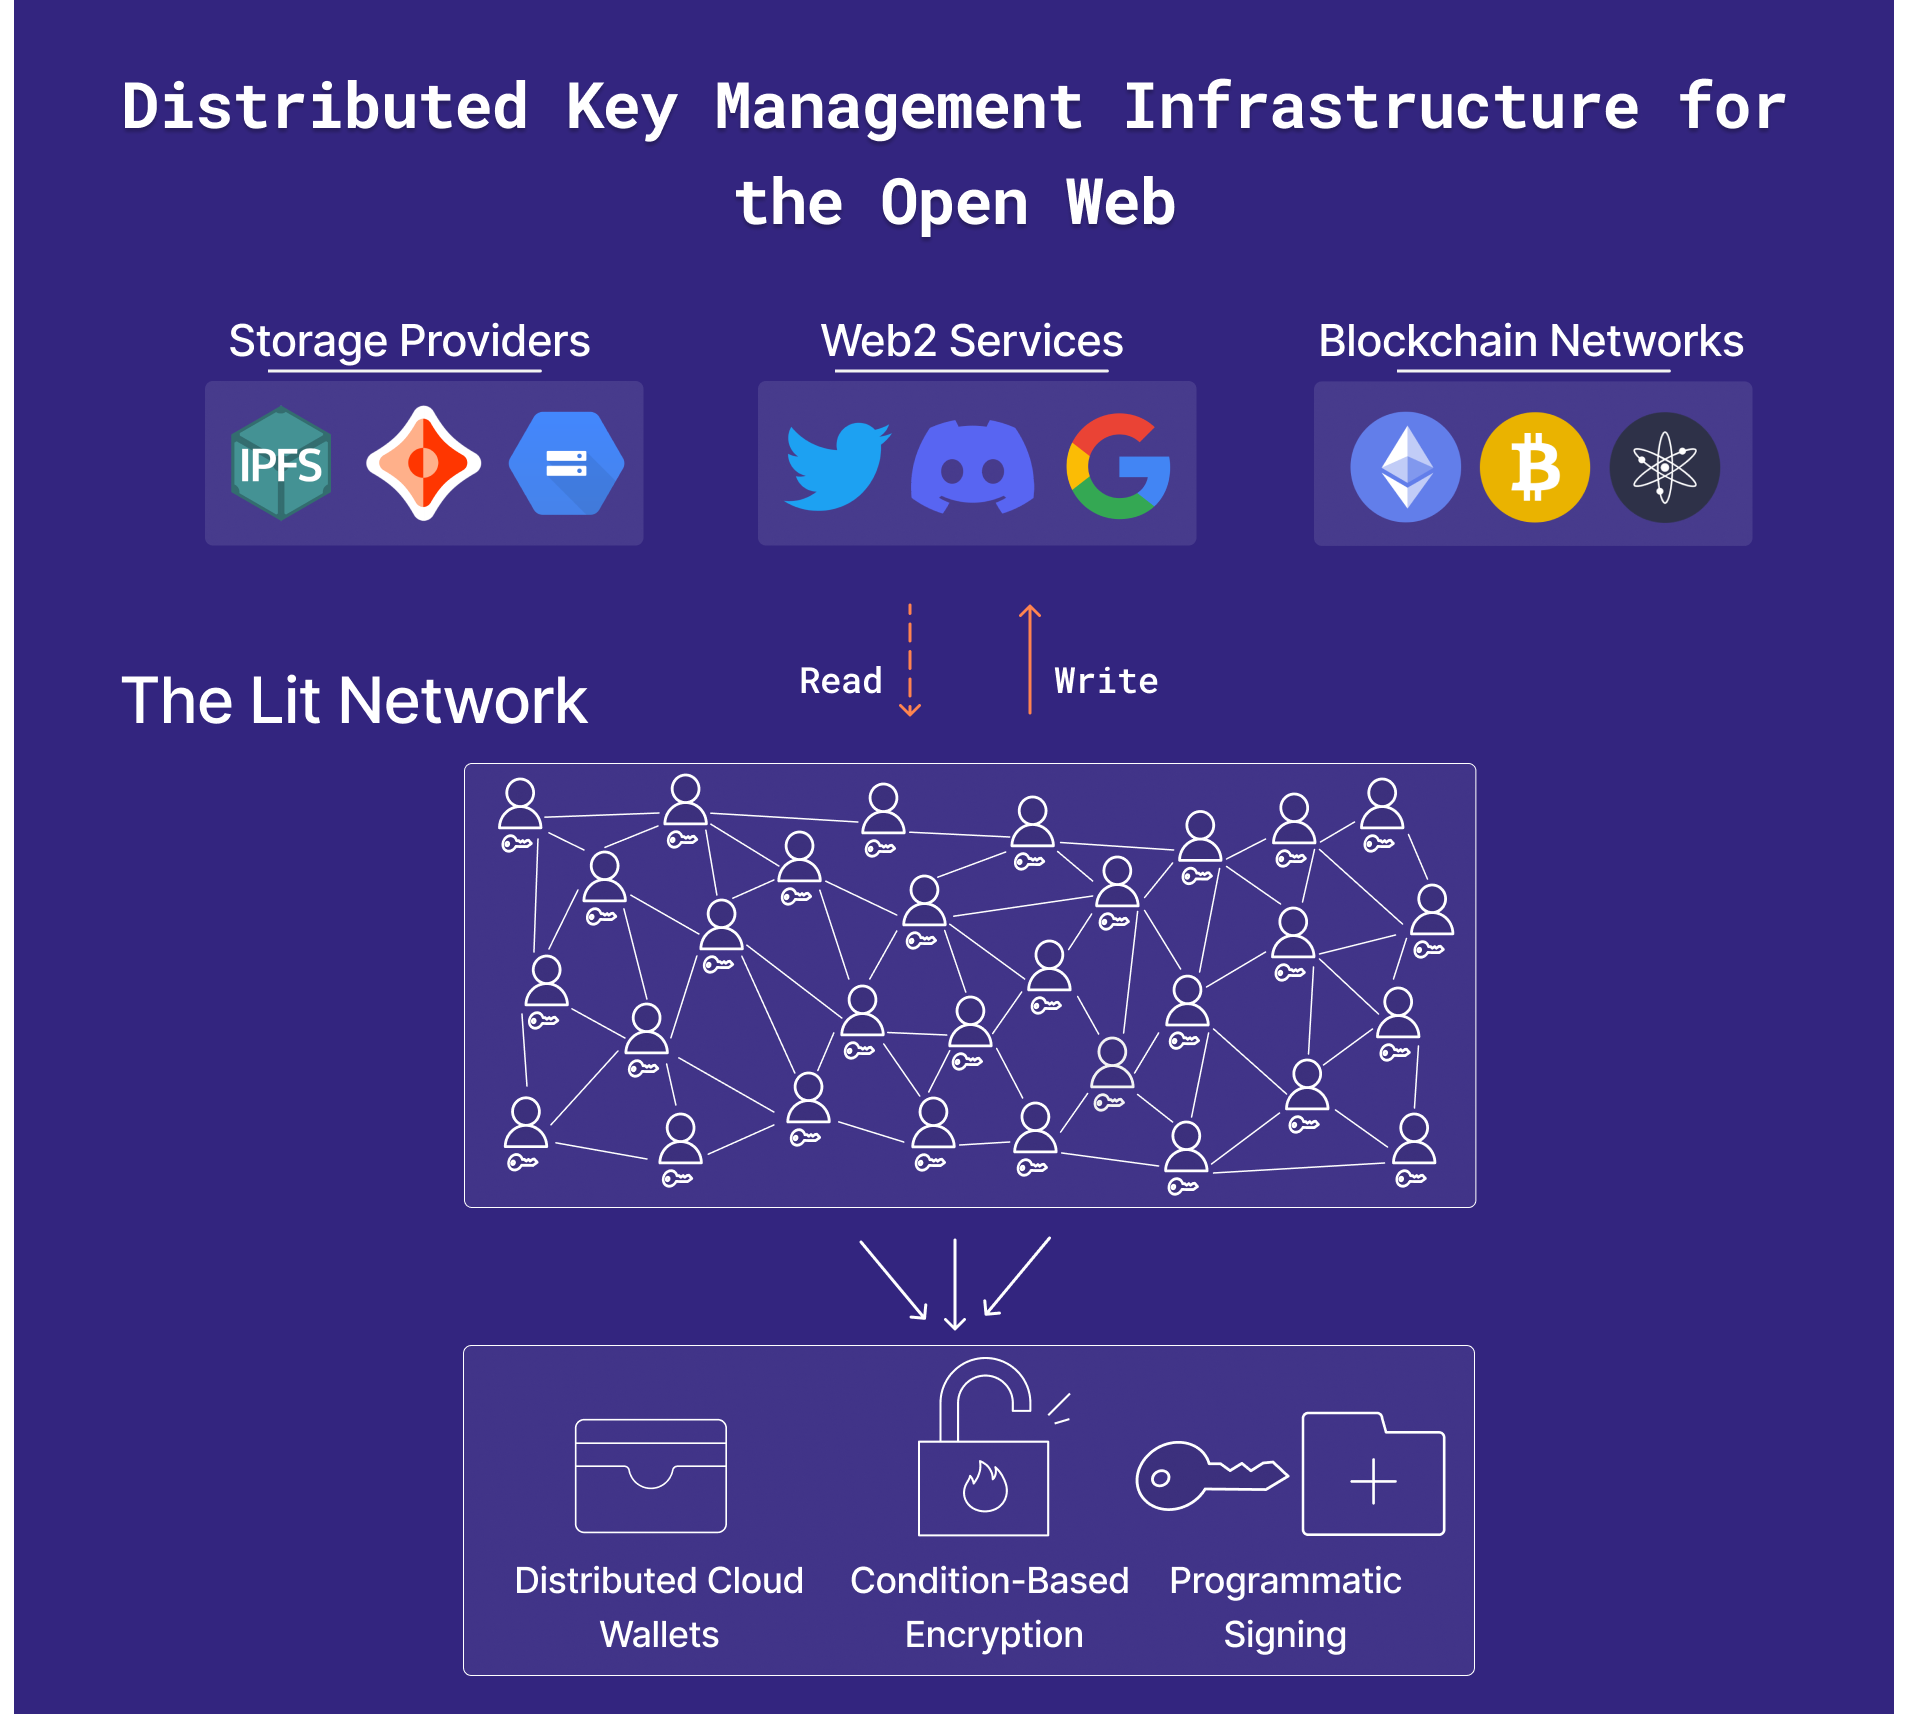 Distributed Key Management Infrastructure for
the Open Web
Storage Providers
Web2 Services
Blockchain Networks
IPFS
Read
Write
The Lit Network
Distributed Cloud
Wallets
Condition-Based
Encryption
Programmatic
Signing